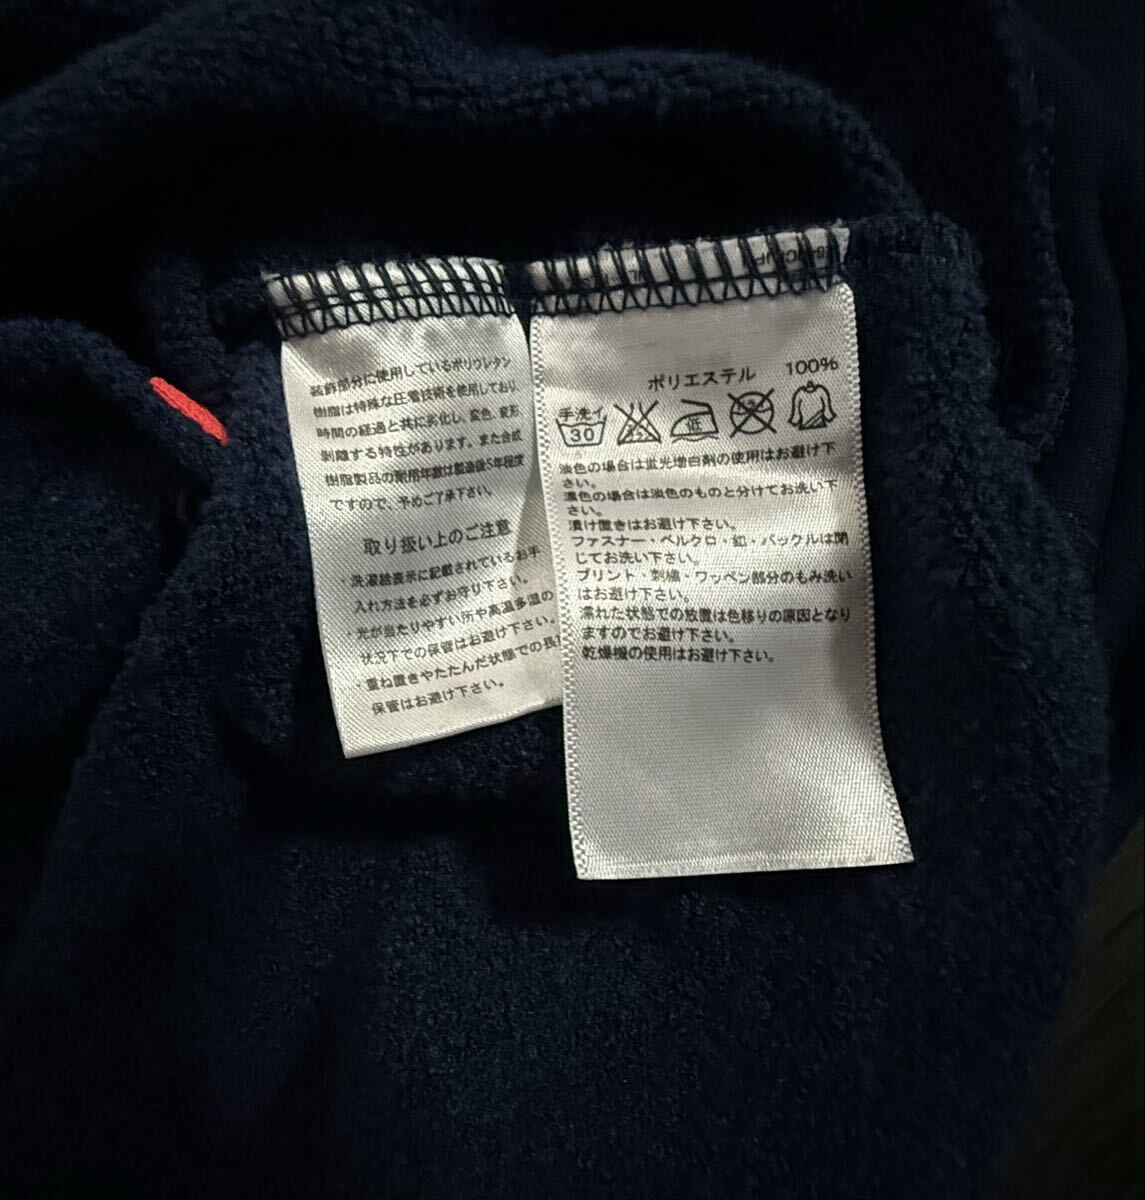 装飾部分に使用しているポリウレタン
樹脂は特殊な圧着技術を使用しており
時間の経過と共に劣化し、変色、変形
剥離する特性があります。また合成
樹脂製品の耐用年数は製造後5年程度
ですので、予めご了承下さい。
取り扱い上のご注意
・洗濯絵表示に記載されているお手
入れ方法を必ずお守り下さい。
・光が当たりやすい所や高温多湿の
状況下での保管はお避け下さい。
・重ね置きやたたんだ状態での長
保管はお避け下さい。
ポリエステル 100%
手洗イ
30
低
淡色の場合は蛍光増白剤の使用はお避け下
さい。
濃色の場合は淡色のものと分けてお洗い下
さい。
漬け置きはお避け下さい。
ファスナー・ベルクロ・釦・バックルは閉
じてお洗い下さい。
プリント・刺繍・ワッペン部分のもみ洗い
はお避け下さい。
濡れた状態での放置は色移りの原因となり
ますのでお避け下さい。
乾燥機の使用はお避け下さい。